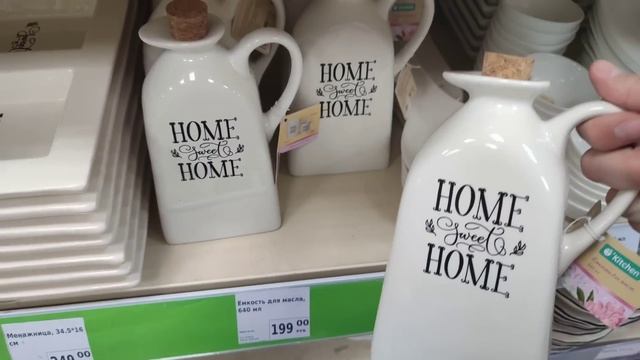 HOME
Sweet
HOME
HOME
Sweet
HOME
HOME
Sweet
HOME
Kitchen
Менажница, 34.5*16
см
Емкость для масла,
640 мл
199 00